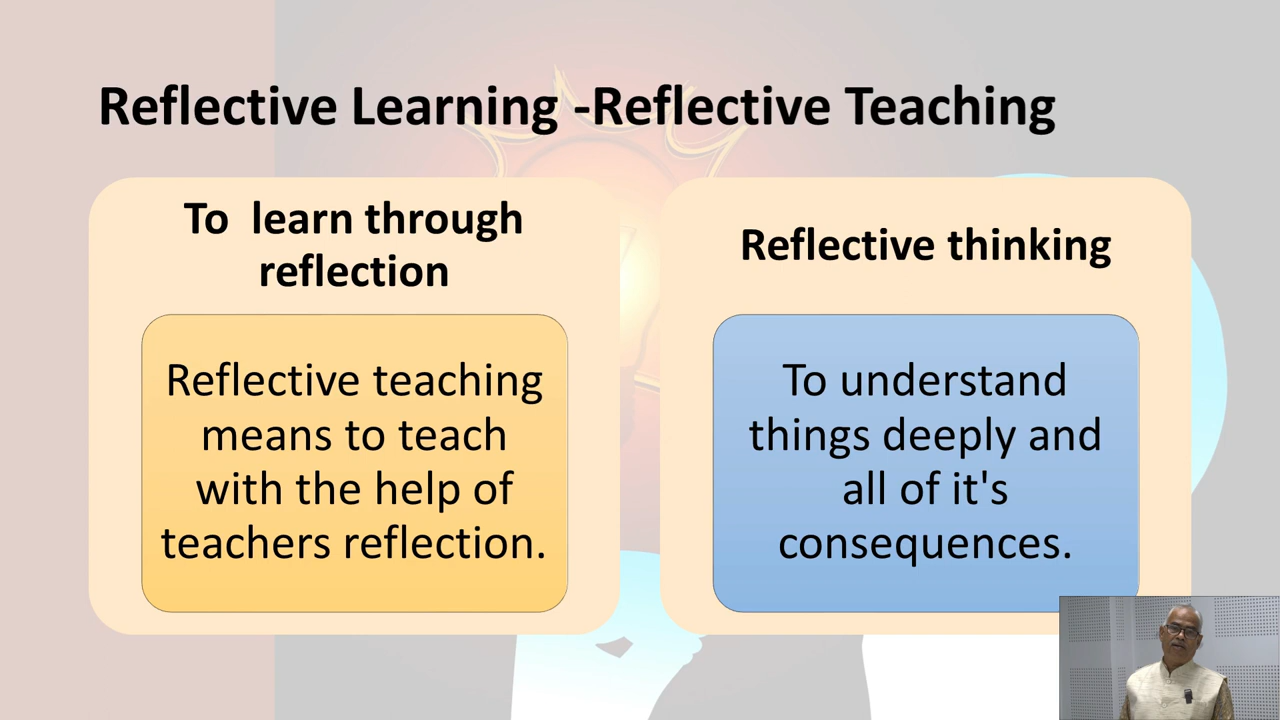 Reflective Learning -Reflective Teaching
To learn through
reflection
Reflective teaching
means to teach
with the help of
teachers reflection.
Reflective thinking
To understand
things deeply and
all of it's
consequences.